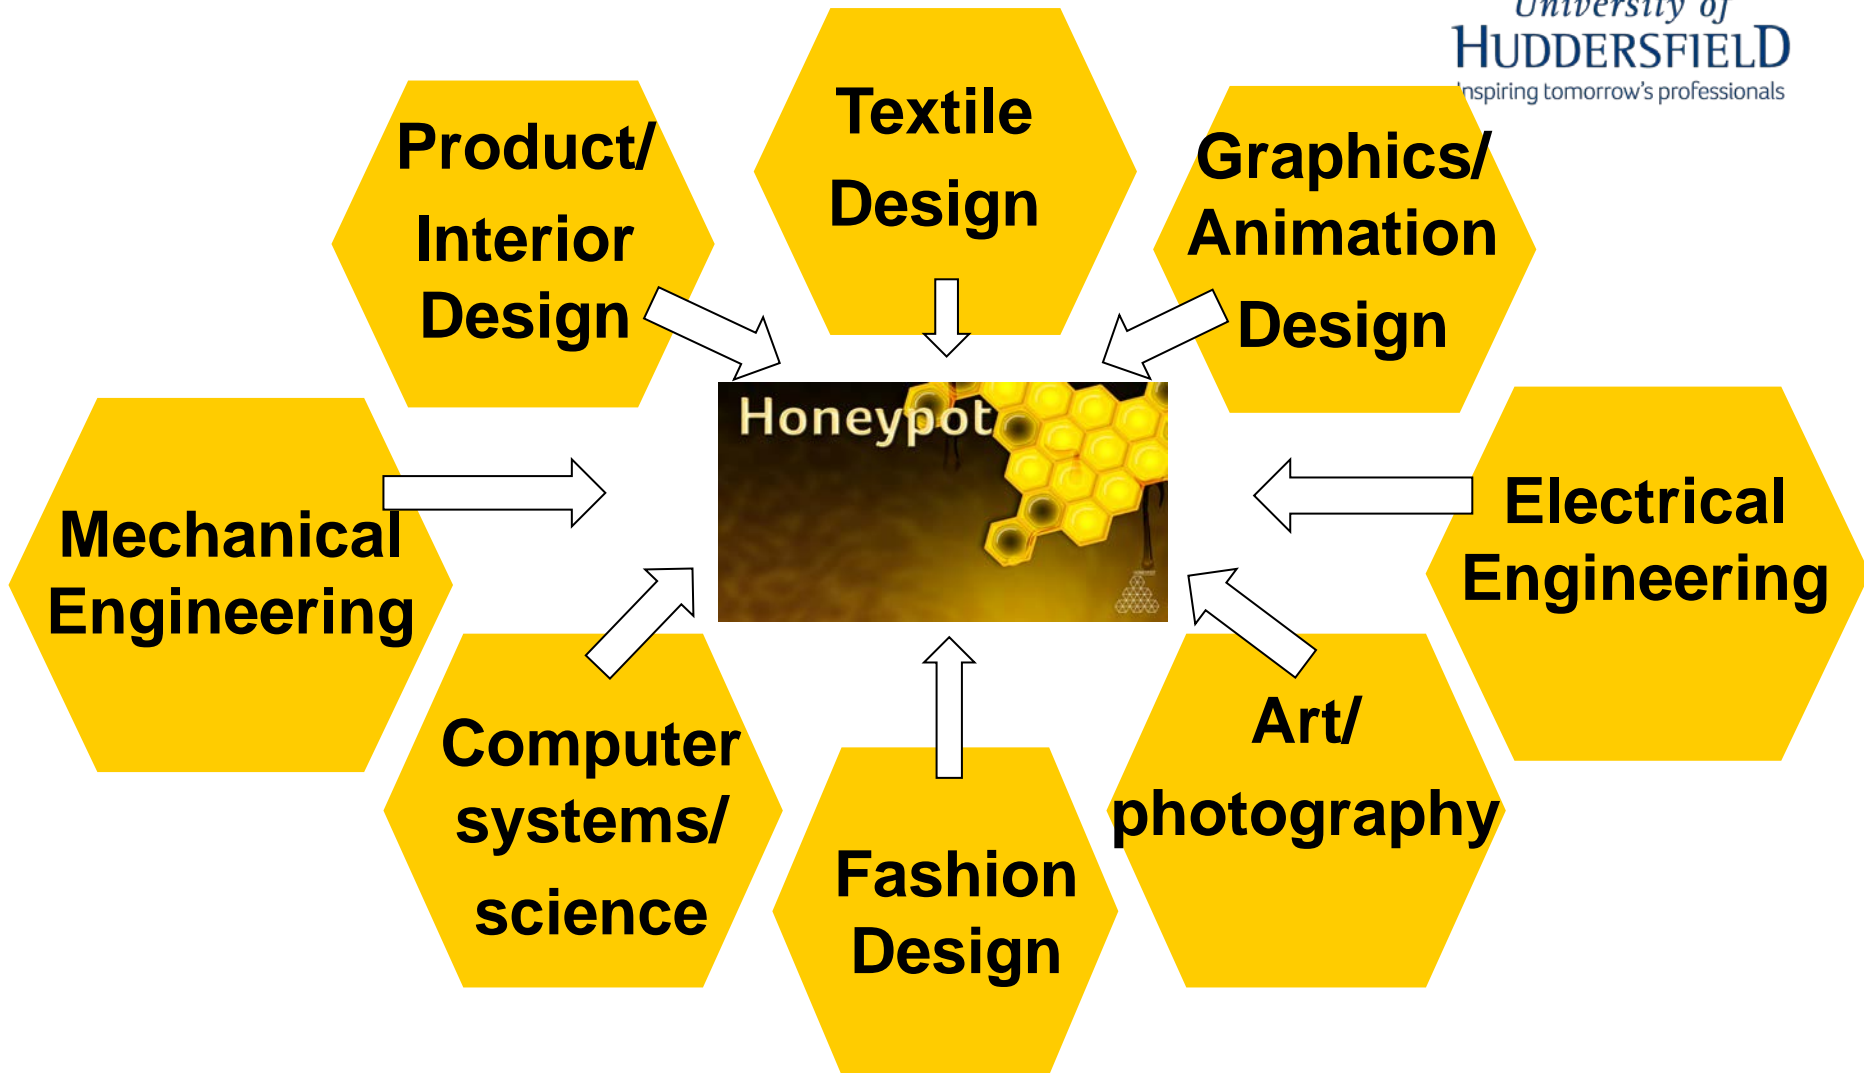 University of
HUDDERSFIELD
Inspiring tomorrow's professionals
Textile
Design
Product/
Interior
Design
Graphics/
Animation
Design
Honeypot
Mechanical
Engineering
Electrical
Engineering
Computer
systems/
science
Art/
photography
Fashion
Design